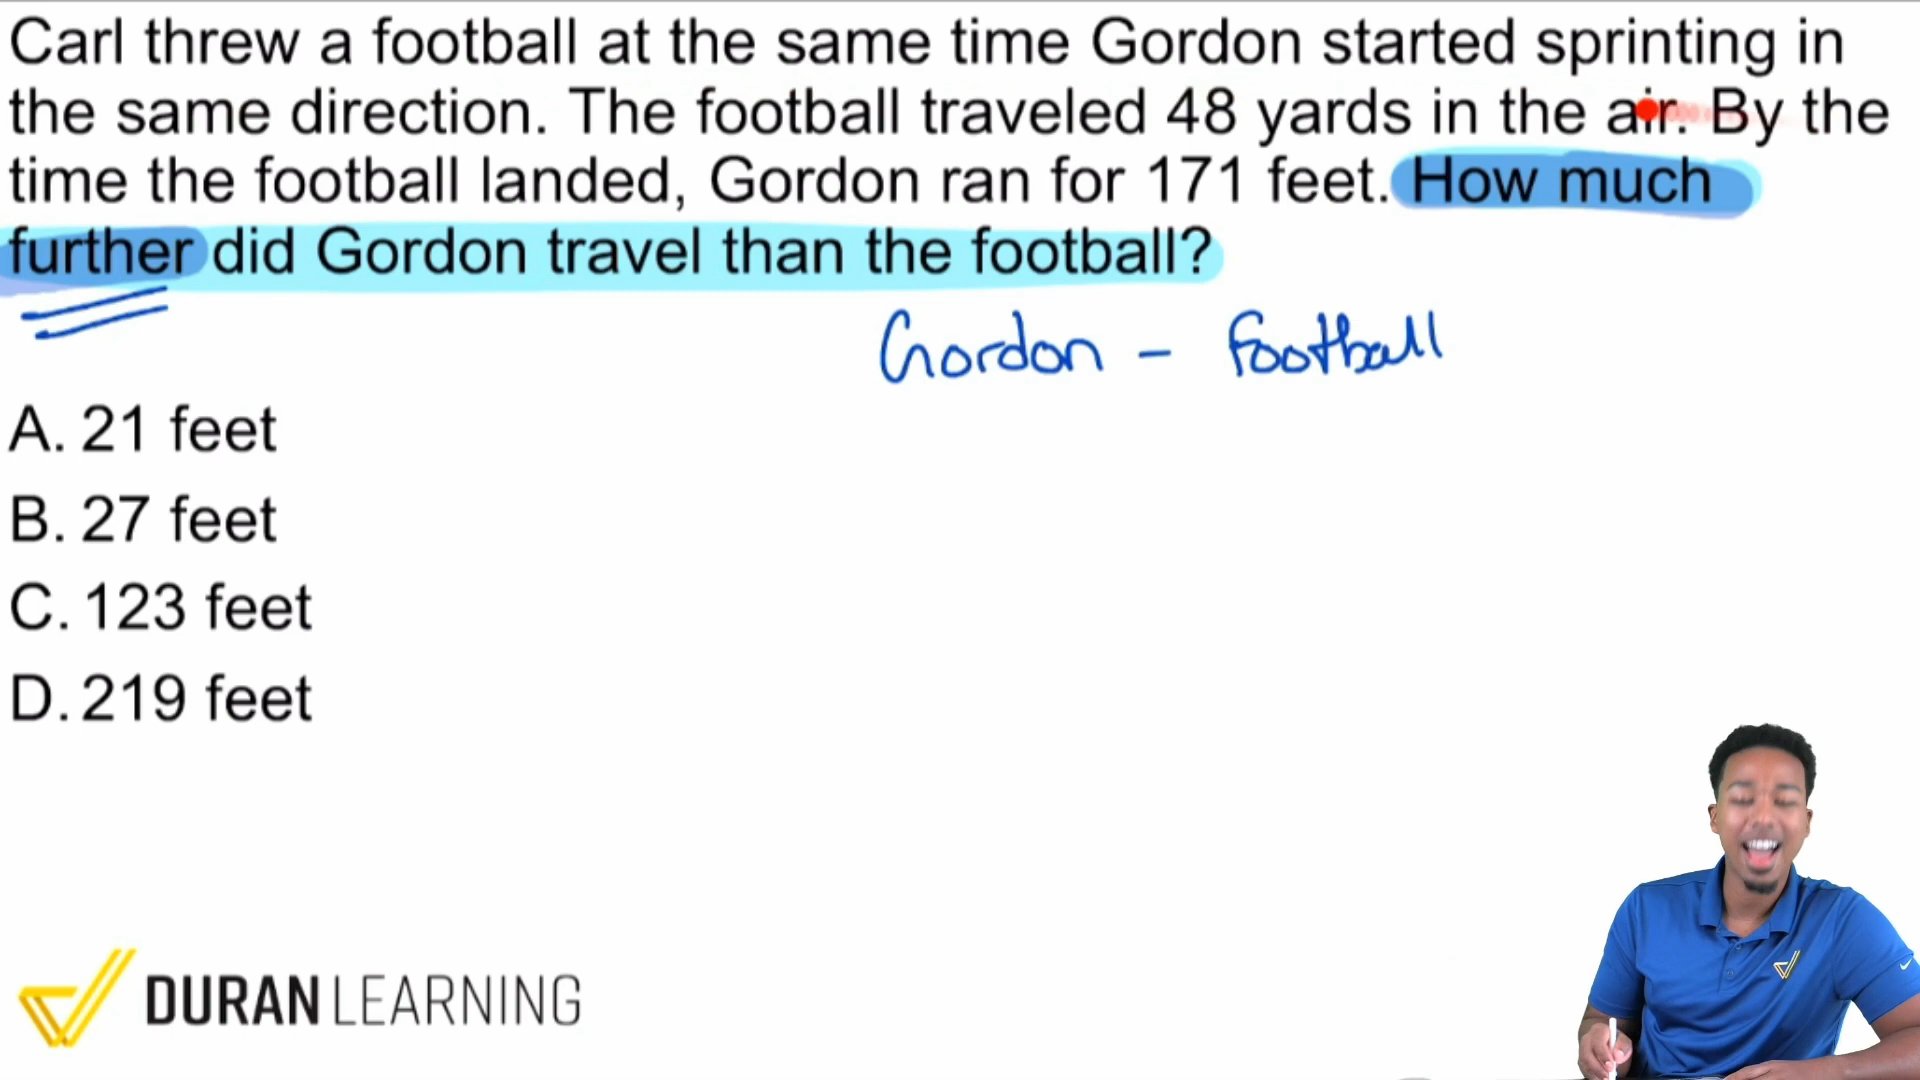 Carl threw a football at the same time Gordon started sprinting in
the same direction. The football traveled 48 yards in the air. By the
time the football landed, Gordon ran for 171 feet. How much
further did Gordon travel than the football?
Gordon - Football
A. 21 feet
B. 27 feet
C. 123 feet
D. 219 feet
DURAN LEARNING